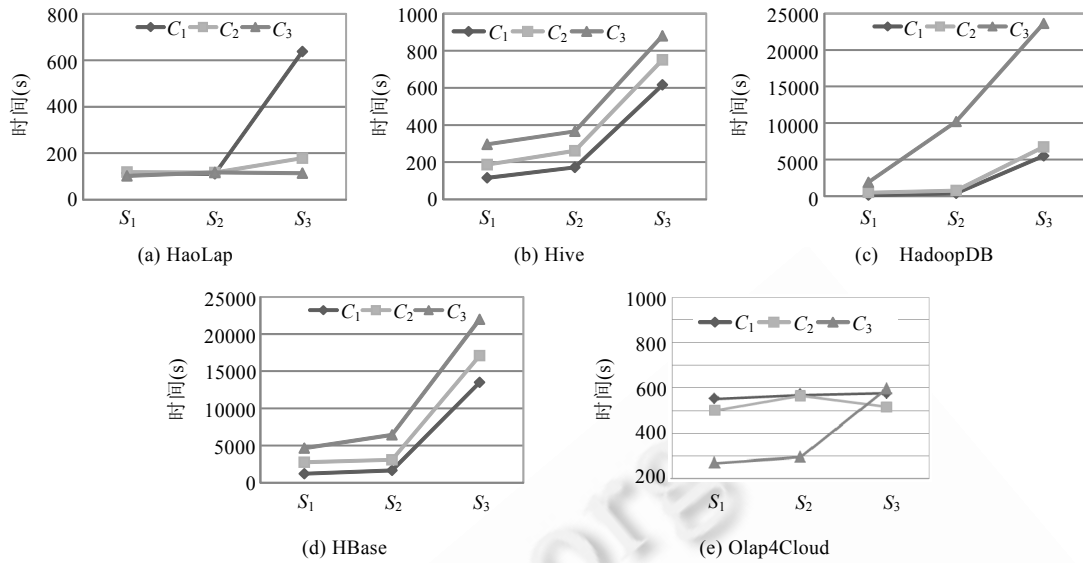 800
600
400
200
0
时间(s)
C1 C2 C3
S1 S2 S3
(a) HaoLap
1000
800
600
400
200
0
时间(s)
C1 C2 C3
S1 S2 S3
(b) Hive
25000
20000
15000
10000
5000
0
时间(s)
C1 C2 C3
S1 S2 S3
(c) HadoopDB
25000
20000
15000
10000
5000
0
时间(s)
C1 C2 C3
S1 S2 S3
(d) HBase
1000
800
600
400
200
时间(s)
C1 C2 C3
S1 S2 S3
(e) Olap4Cloud